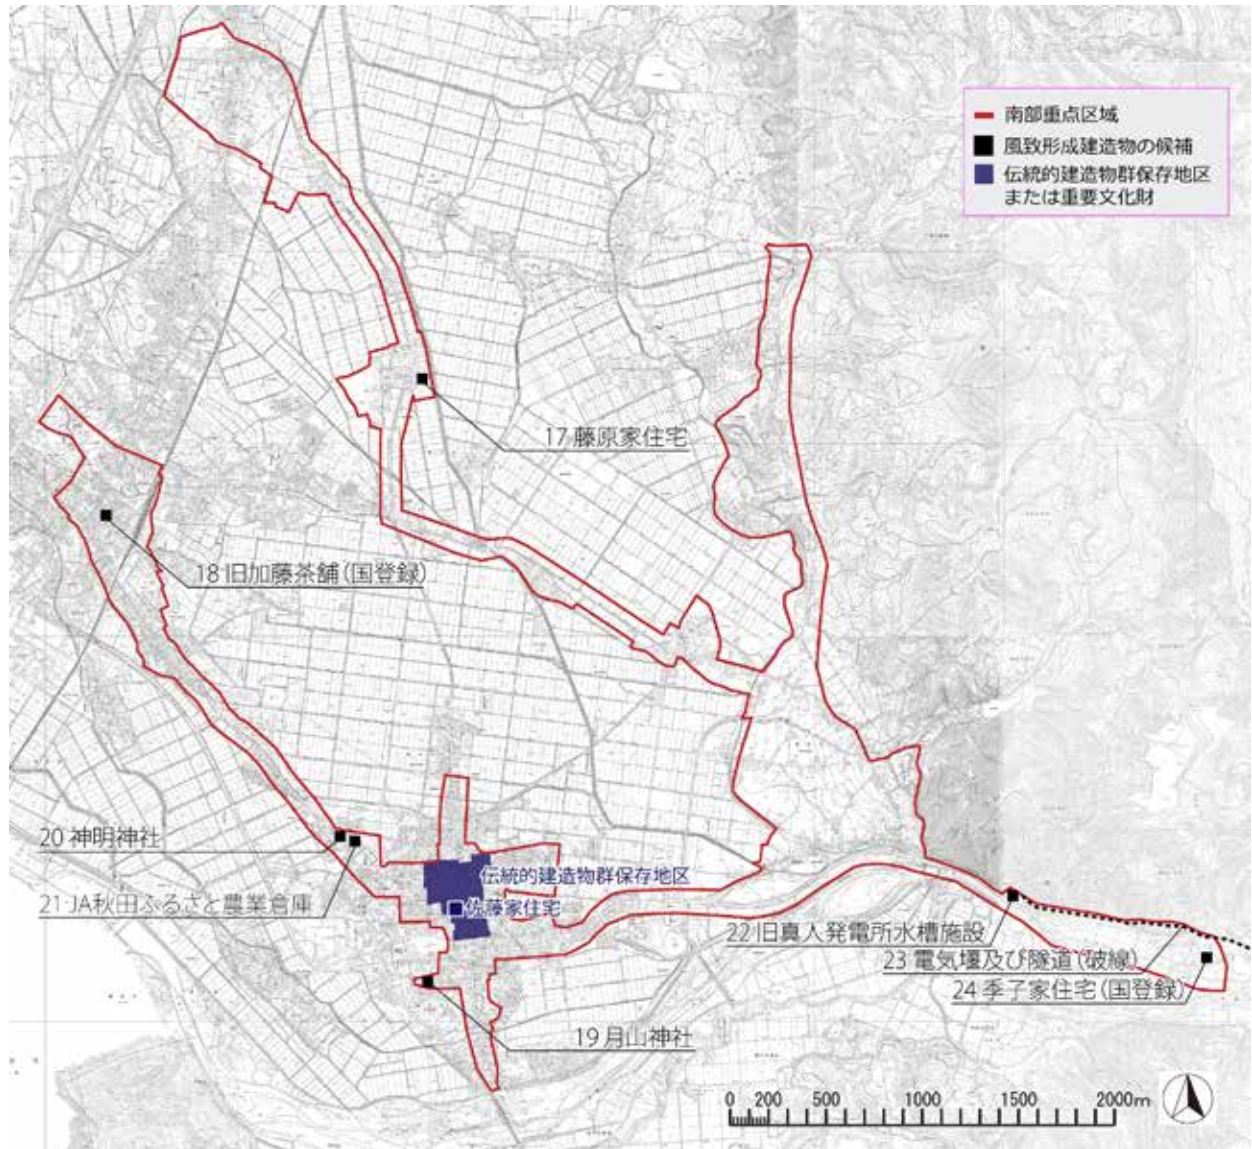 南部重点区域
風致形成建造物の候補
伝統的建造物群保存地区
または重要文化財
17 藤原家住宅
18 旧加藤茶舗(国登録)
20 神明神社
21 JA秋田ふるさと農業倉庫
伝統的建造物群保存地区
佐藤家住宅
22 旧真人発電所水槽施設
23 電気堰及び隧道(破線)
24 季子家住宅(国登録)
19 月山神社
0 200 500 1000 1500 2000m